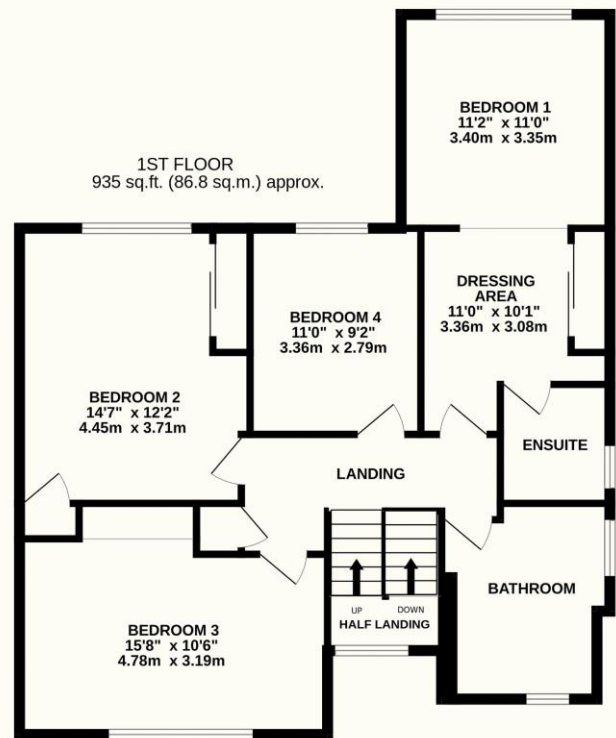 BEDROOM 1
11'2" x 11'0"
3.40m x 3.35m
1ST FLOOR
935 sq.ft. (86.8 sq.m.) approx.
DRESSING
AREA
11'0" x 10'1"
3.36m x 3.08m
BEDROOM 4
11'0" x 9'2"
3.36m x 2.79m
BEDROOM 2
14'7" x 12'2"
4.45m x 3.71m
ENSUITE
LANDING
BATHROOM
UP
DOWN
HALF LANDING
BEDROOM 3
15'8" x 10'6"
4.78m x 3.19m